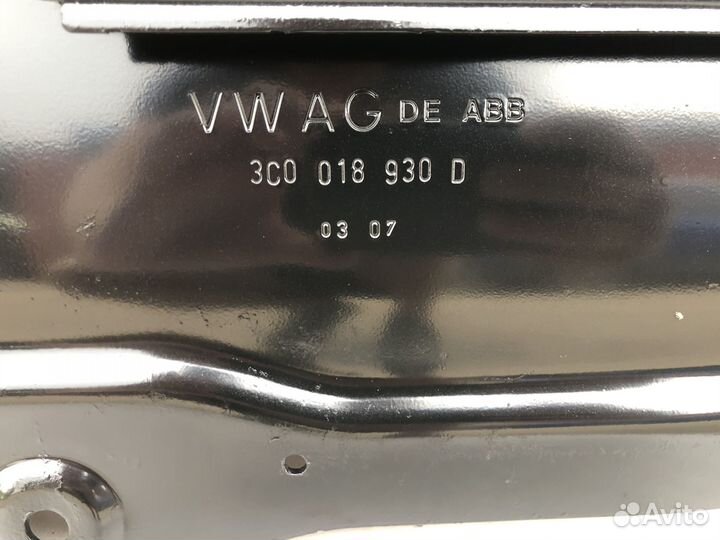 VW AG DE ABB
3C0 018 930 D
03 07
Avito